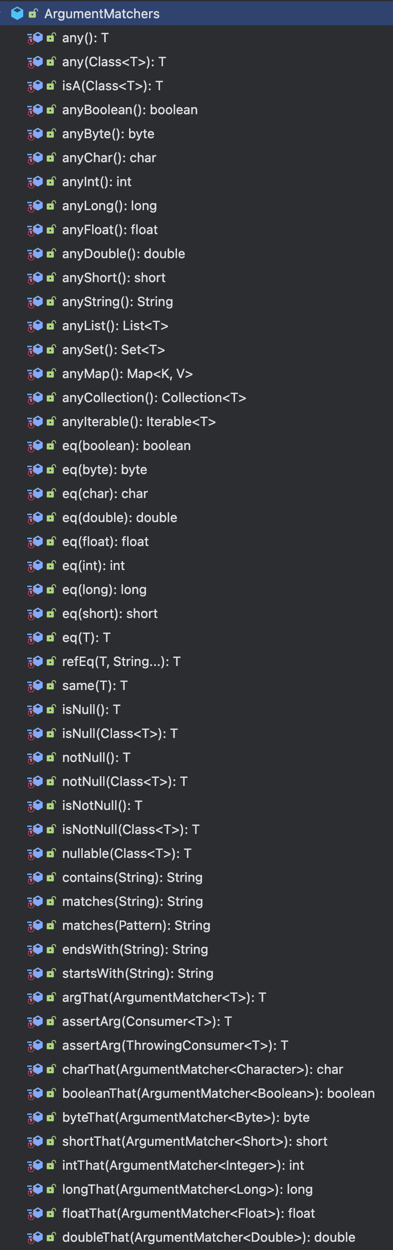 ArgumentMatchers
any(): T
any(Class<T>): T
isA(Class<T>): T
anyBoolean(): boolean
anyByte(): byte
anyChar(): char
anyInt(): int
anyLong(): long
anyFloat(): float
anyDouble(): double
anyShort(): short
anyString(): String
anyList(): List<T>
anySet(): Set<T>
anyMap(): Map<K, V>
anyCollection(): Collection<T>
anyIterable(): Iterable<T>
eq(boolean): boolean
eq(byte): byte
eq(char): char
eq(double): double
eq(float): float
eq(int): int
eq(long): long
eq(short): short
eq(T): T
refEq(T, String...): T
same(T): T
isNull(): T
isNull(Class<T>): T
notNull(): T
notNull(Class<T>): T
isNotNull(): T
isNotNull(Class<T>): T
nullable(Class<T>): T
contains(String): String
matches(String): String
matches(Pattern): String
endsWith(String): String
startsWith(String): String
argThat(ArgumentMatcher<T>): T
assertArg(Consumer<T>): T
assertArg(ThrowingConsumer<T>): T
charThat(ArgumentMatcher<Character>): char
booleanThat(ArgumentMatcher<Boolean>): boolean
byteThat(ArgumentMatcher<Byte>): byte
shortThat(ArgumentMatcher<Short>): short
intThat(ArgumentMatcher<Integer>): int
longThat(ArgumentMatcher<Long>): long
floatThat(ArgumentMatcher<Float>): float
doubleThat(ArgumentMatcher<Double>): double